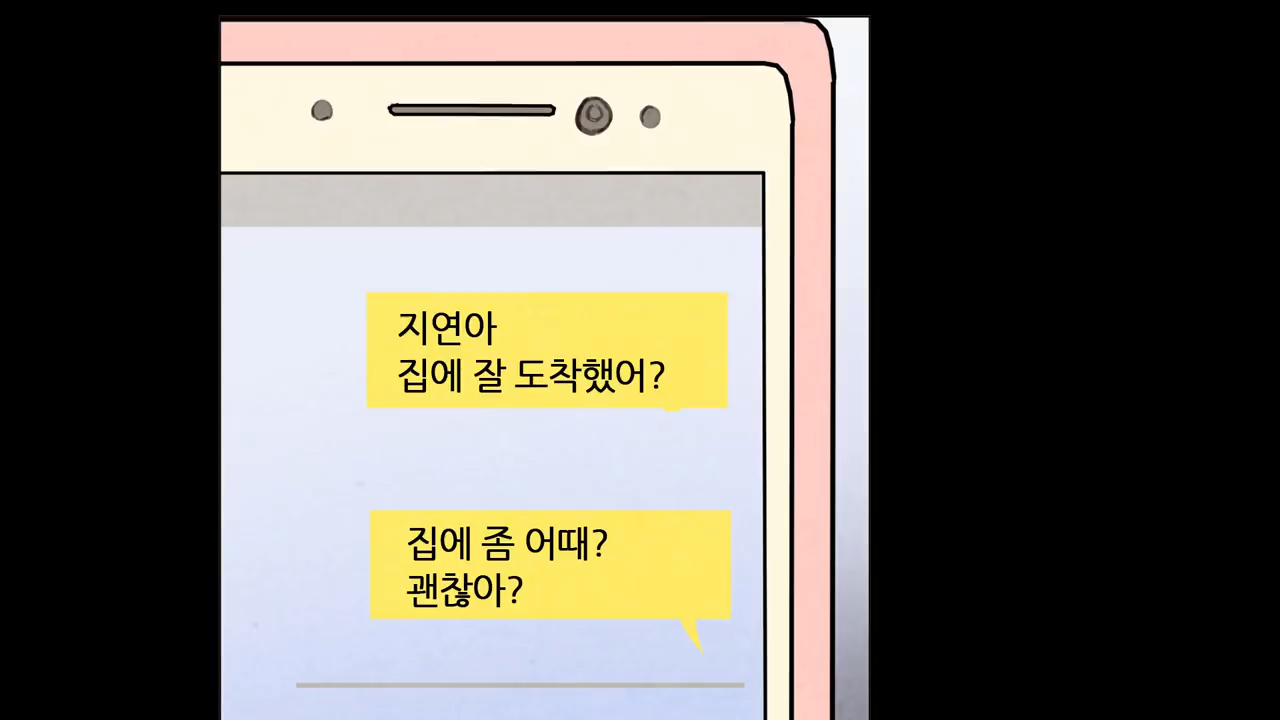 지연아
집에 잘 도착했어?
집에 좀 어때?
괜찮아?